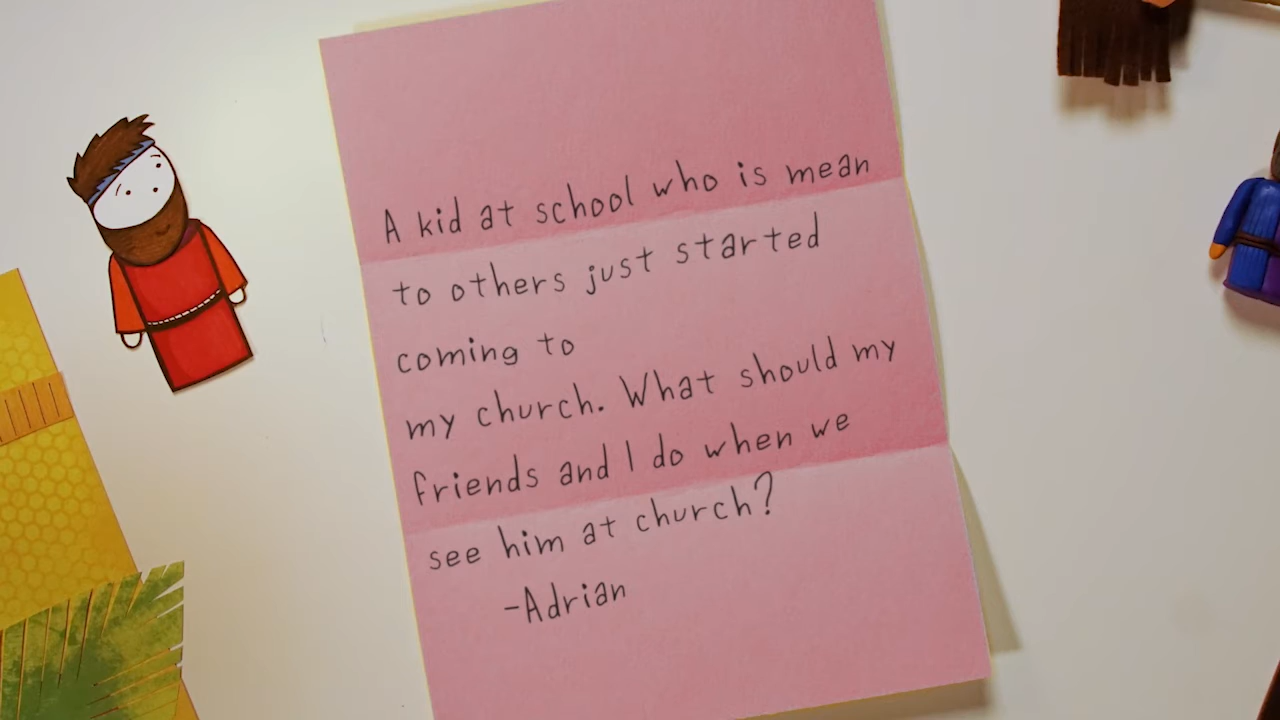 A kid at school who is mean
to others just started
coming to
my church. What should my
friends and I do when we
see him at church?
-Adrian